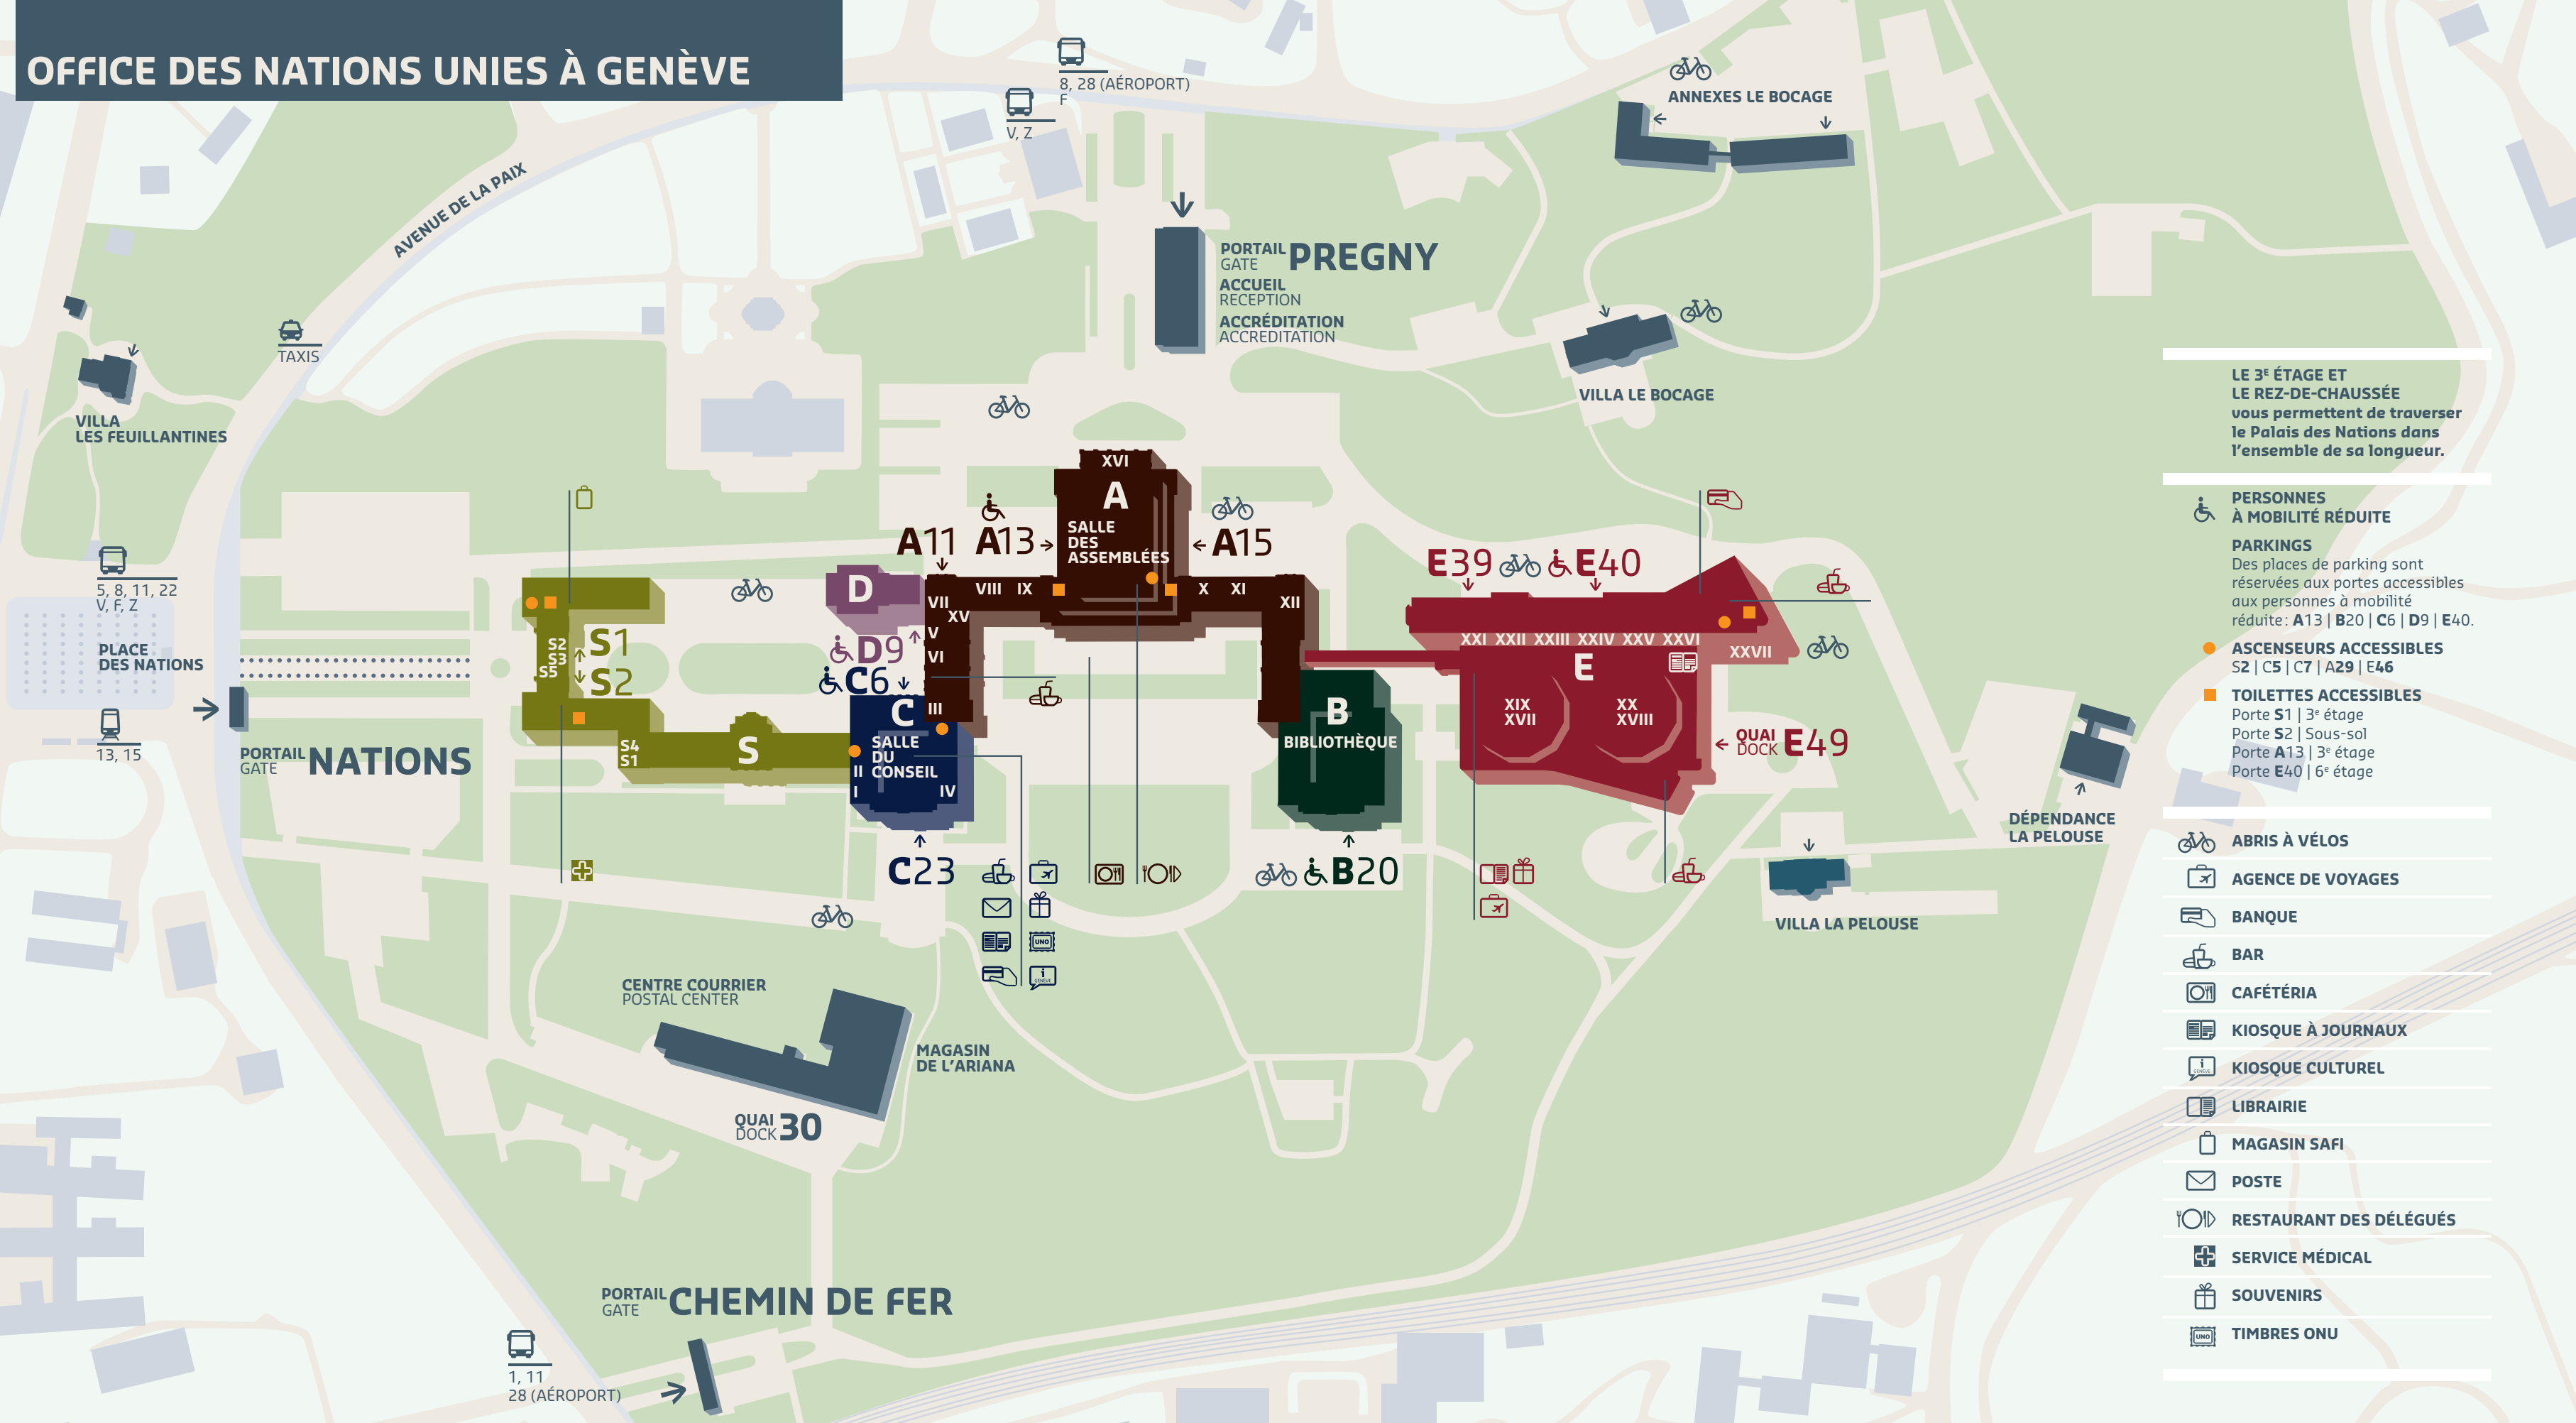 OFFICE DES NATIONS UNIES À GENÈVE
8, 28 (AÉROPORT)
F
V, Z
ANNEXES LE BOCAGE
AVENUE DE LA PAIX
PORTAIL
GATE
PREGNY
ACCUEIL
RECEPTION
ACCRÉDITATION
ACCREDITATION
TAXIS
VILLA
LES FEUILLANTINES
VILLA LE BOCAGE
5, 8, 11, 22
V, F, Z
PLACE
DES NATIONS
13, 15
PORTAIL
GATE
NATIONS
XVI
A
SALLE
DES
ASSEMBLÉES
A11
A13
A15
VIII
IX
X
XI
XII
VII
XV
V
VI
III
D
D9
C6
C
SALLE
DU
CONSEIL
II
I
IV
C23
S2
S3
S5
S1
S2
S4
S1
S
B
BIBLIOTHÈQUE
B20
E39
E40
XXI
XXII
XXIII
XXIV
XXV
XXVI
XXVII
E
XIX
XVII
XX
XVIII
QUAI
DOCK
E49
UNO
i
GENÈVE
DÉPENDANCE
LA PELOUSE
VILLA LA PELOUSE
CENTRE COURRIER
POSTAL CENTER
MAGASIN
DE L'ARIANA
QUAI
DOCK
30
PORTAIL
GATE
CHEMIN DE FER
1, 11
28 (AÉROPORT)
LE 3E ÉTAGE ET
LE REZ-DE-CHAUSSÉE
vous permettent de traverser
le Palais des Nations dans
l'ensemble de sa longueur.
PERSONNES
À MOBILITÉ RÉDUITE
PARKINGS
Des places de parking sont
réservées aux portes accessibles
aux personnes à mobilité
réduite: A13 | B20 | C6 | D9 | E40.
ASCENSEURS ACCESSIBLES
S2 | C5 | C7 | A29 | E46
TOILETTES ACCESSIBLES
Porte S1 | 3e étage
Porte S2 | Sous-sol
Porte A13 | 3e étage
Porte E40 | 6e étage
ABRIS À VÉLOS
AGENCE DE VOYAGES
BANQUE
BAR
CAFÉTÉRIA
KIOSQUE À JOURNAUX
i
GENÈVE
KIOSQUE CULTUREL
LIBRAIRIE
MAGASIN SAFI
POSTE
RESTAURANT DES DÉLÉGUÉS
SERVICE MÉDICAL
SOUVENIRS
UNO
TIMBRES ONU